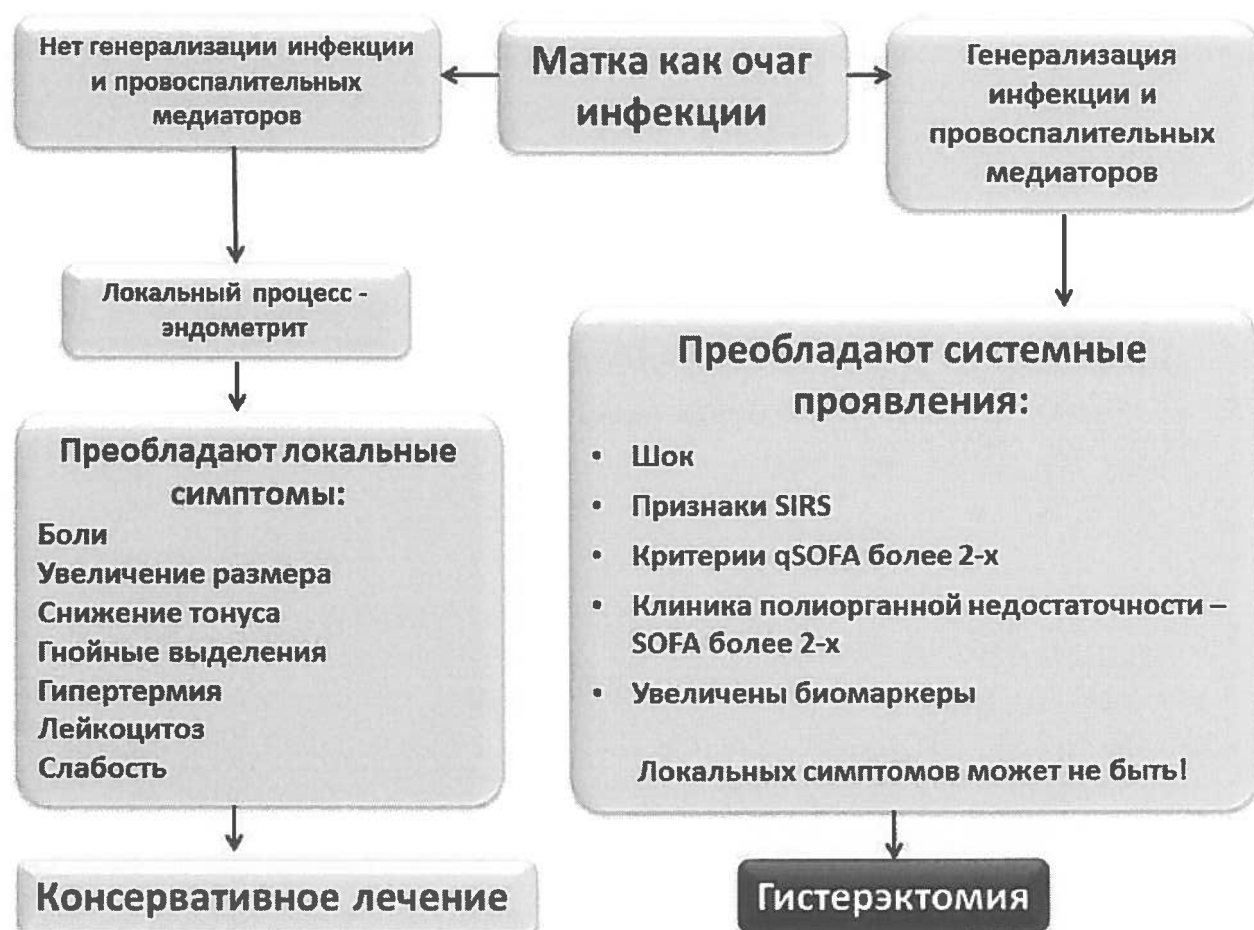 Матка как очаг
инфекции
Нет генерализации инфекции
и провоспалительных
медиаторов
Локальный процесс -
эндометрит
Преобладают локальные
симптомы:
Боли
Увеличение размера
Снижение тонуса
Гнойные выделения
Гипертермия
Лейкоцитоз
Слабость
Консервативное лечение
Генерализация
инфекции и
провоспалительных
медиаторов
Преобладают системные
проявления:
• Шок
• Признаки SIRS
• Критерии qSOFA более 2-х
• Клиника полиорганной недостаточности –
SOFA более 2-х
• Увеличены биомаркеры
Локальных симптомов может не быть!
Гистерэктомия